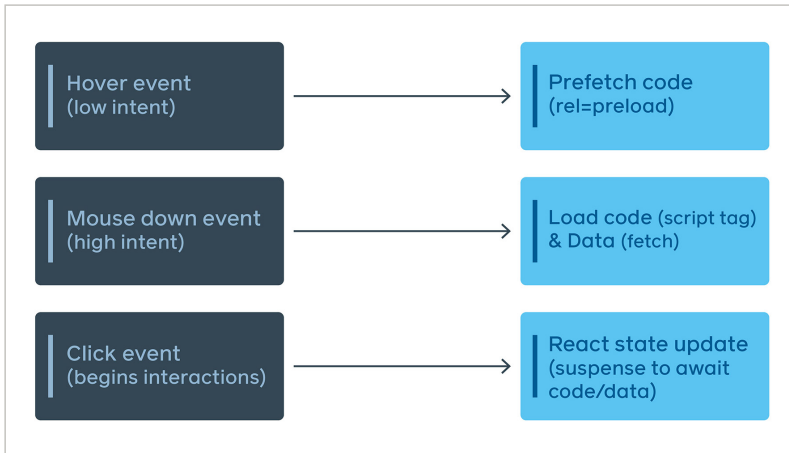 Hover event
(low intent)
Prefetch code
(rel=preload)
Mouse down event
(high intent)
Load code (script tag)
& Data (fetch)
Click event
(begins interactions)
React state update
(suspense to await
code/data)